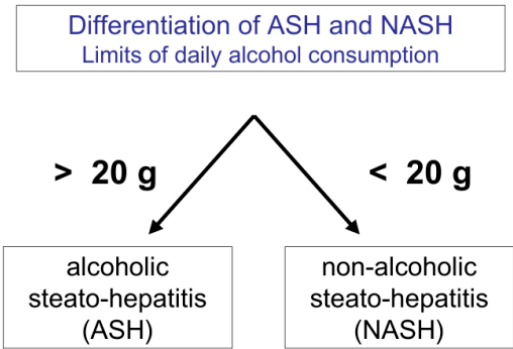 Differentiation of ASH and NASH
Limits of daily alcohol consumption
> 20 g
< 20 g
alcoholic
steato-hepatitis
(ASH)
non-alcoholic
steato-hepatitis
(NASH)